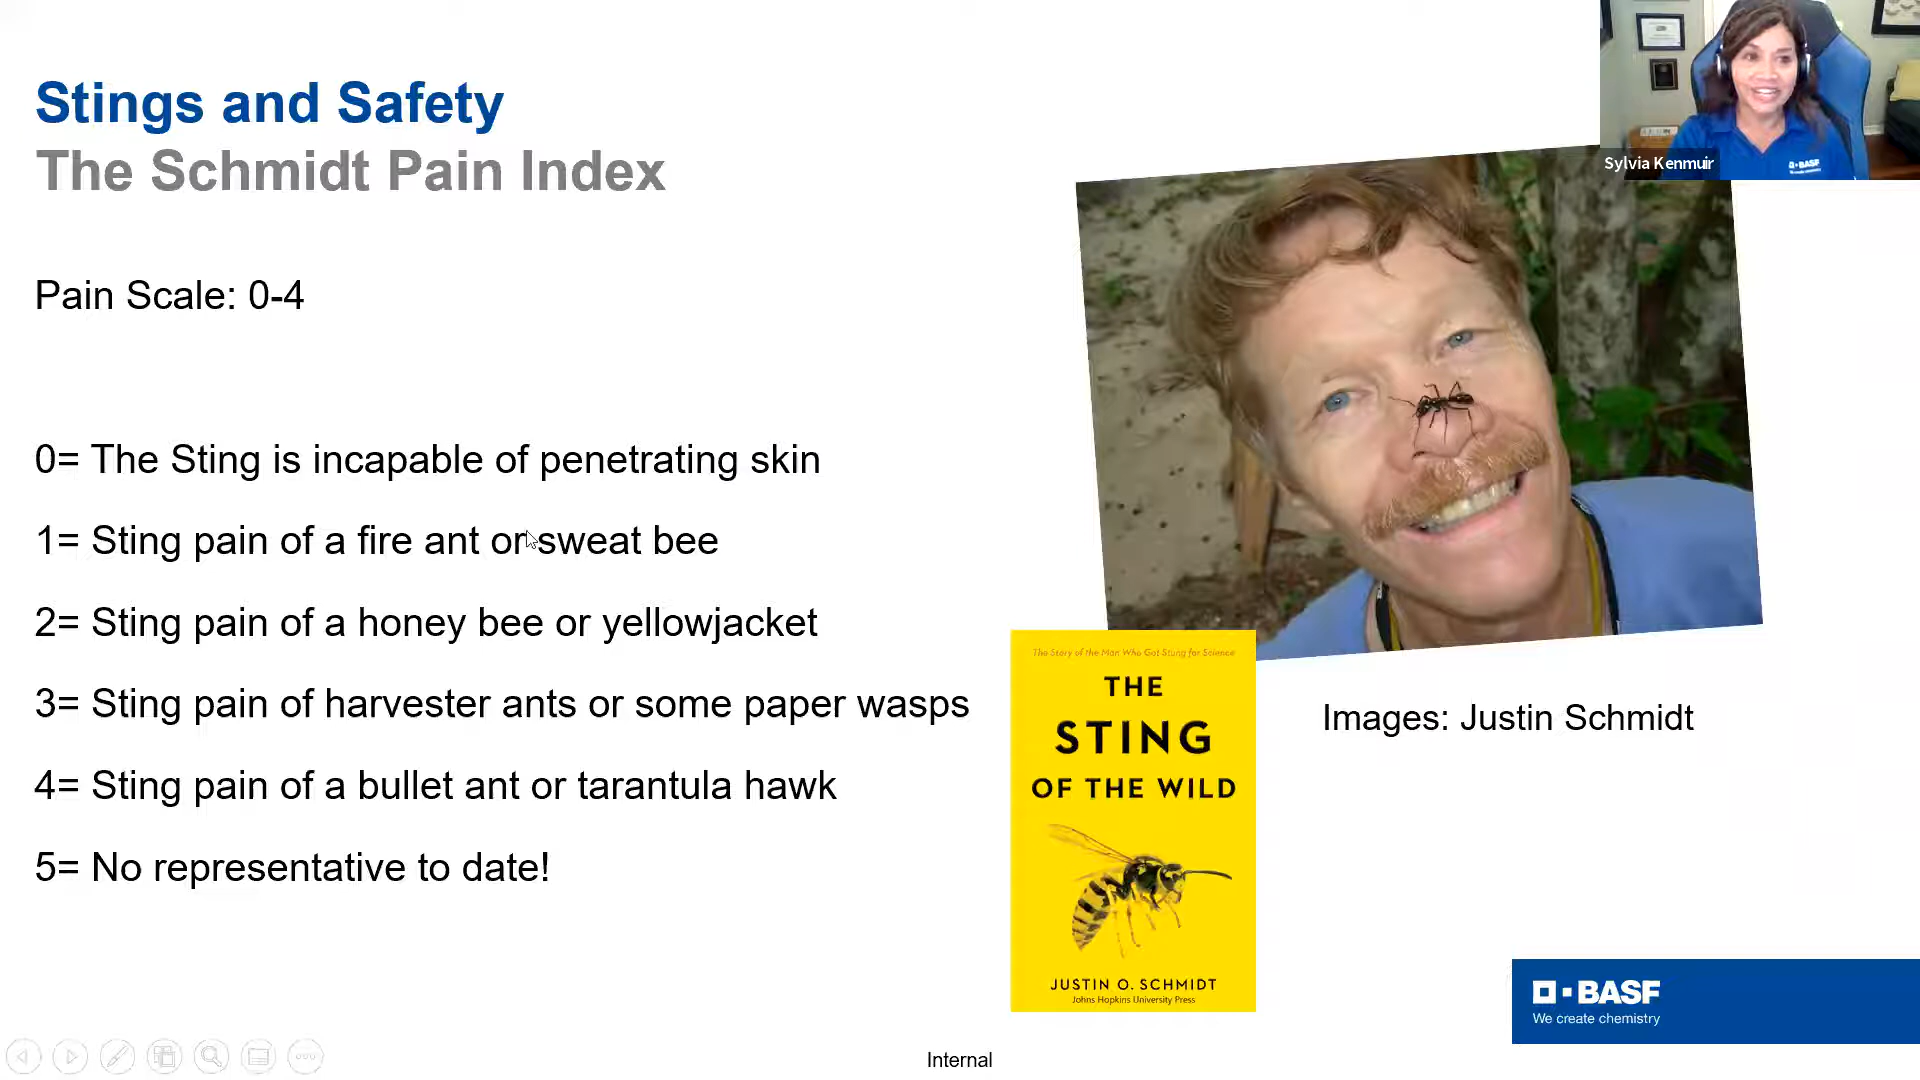 Stings and Safety
The Schmidt Pain Index
Pain Scale: 0-4
0= The Sting is incapable of penetrating skin
1= Sting pain of a fire ant or sweat bee
2= Sting pain of a honey bee or yellowjacket
3= Sting pain of harvester ants or some paper wasps
4= Sting pain of a bullet ant or tarantula hawk
5= No representative to date!
Sylvia Kenmuir
BASF
The Story of the Man Who Got Stung for Science
THE
STING
OF THE WILD
JUSTIN O. SCHMIDT
Johns Hopkins University Press
Images: Justin Schmidt
BASF
We create chemistry
Internal